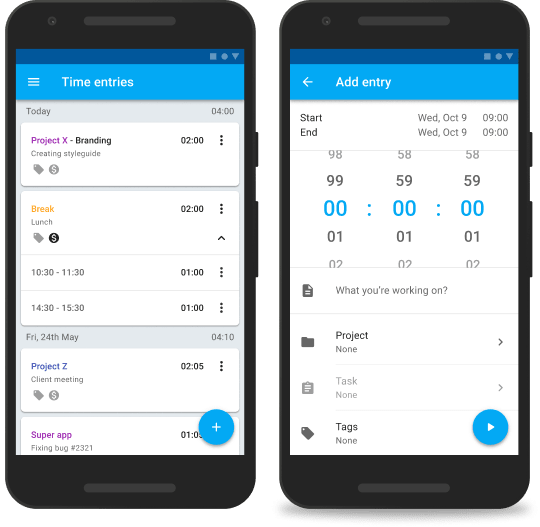 Time entries
Today 04:00
Project X - Branding 02:00
Creating styleguide
Break 02:00
Lunch
10:30 - 11:30 01:00
14:30 - 15:30 01:00
Fri, 24th May 04:10
Project Z 02:05
Client meeting
Super app 01:05
Fixing bug #2321
Add entry
Start Wed, Oct 9 09:00
End Wed, Oct 9 09:00
98 58 58
99 59 59
00 : 00 : 00
01 01 01
02 02 02
What you're working on?
Project
None
Task
None
Tags
None